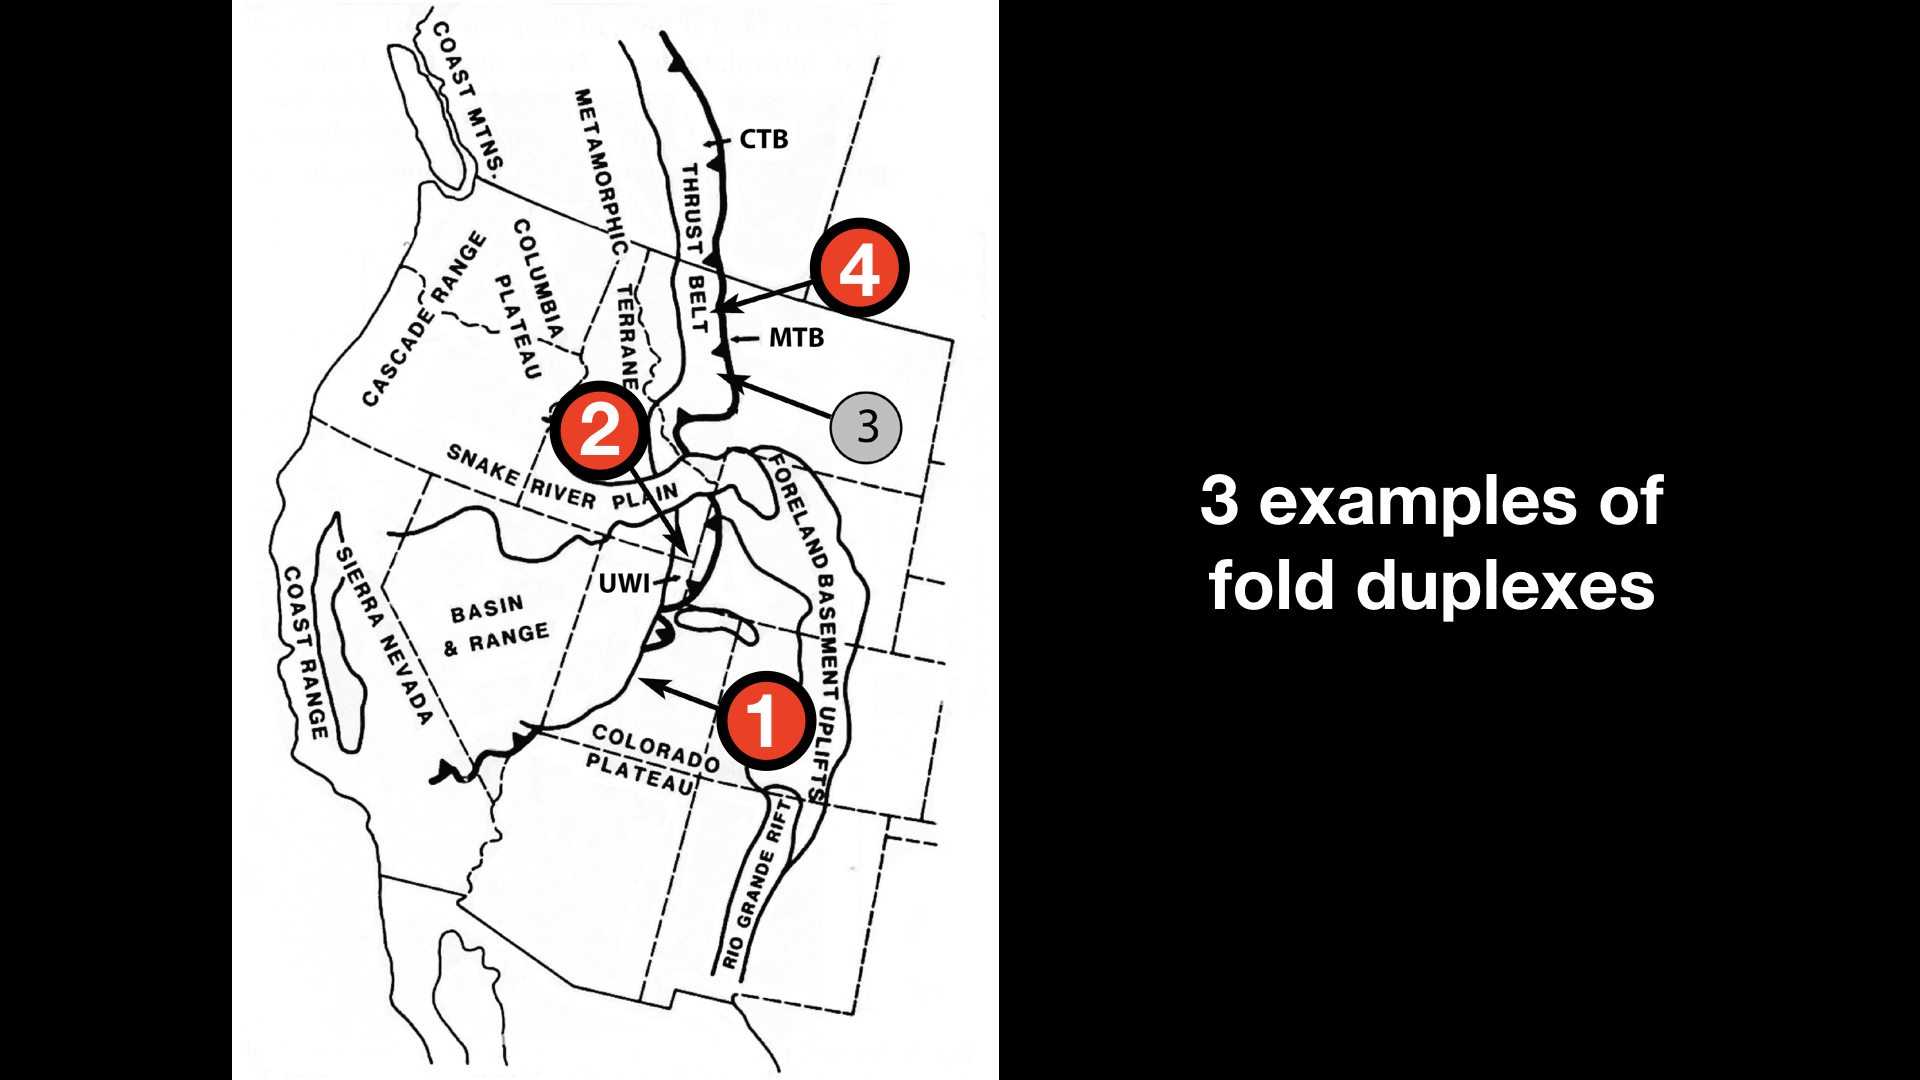 COAST MTNS.
METAMORPHIC
TERRANE
THRUST
BELT
CTB
4
MTB
3
2
CASCADE RANGE
COLUMBIA
PLATEAU
SNAKE RIVER PLAIN
FORELAND BASEMENT UPLIFTS
UWI
COAST RANGE
SIERRA NEVADA
BASIN
& RANGE
1
COLORADO
PLATEAU
RIO GRANDE RIFT
3 examples of
fold duplexes